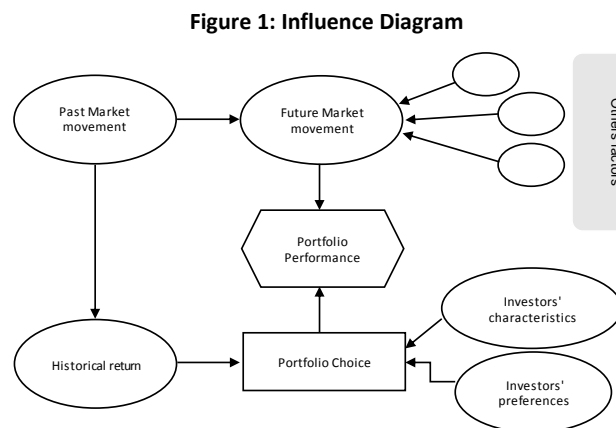 Figure 1: Influence Diagram
Past Market
movement
Future Market
movement
Others factors
Portfolio
Performance
Investors'
characteristics
Historical return
Portfolio Choice
Investors'
preferences